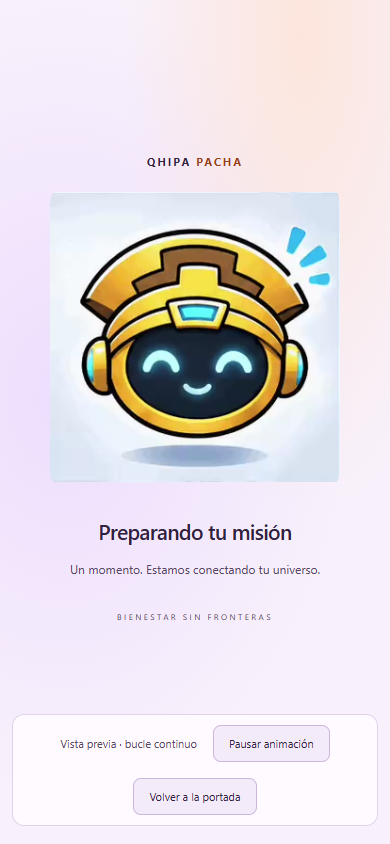 QHIPA PACHA
Preparando tu misión
Un momento. Estamos conectando tu universo.
BIENESTAR SIN FRONTERAS
Vista previa · bucle continuo
Pausar animación
Volver a la portada